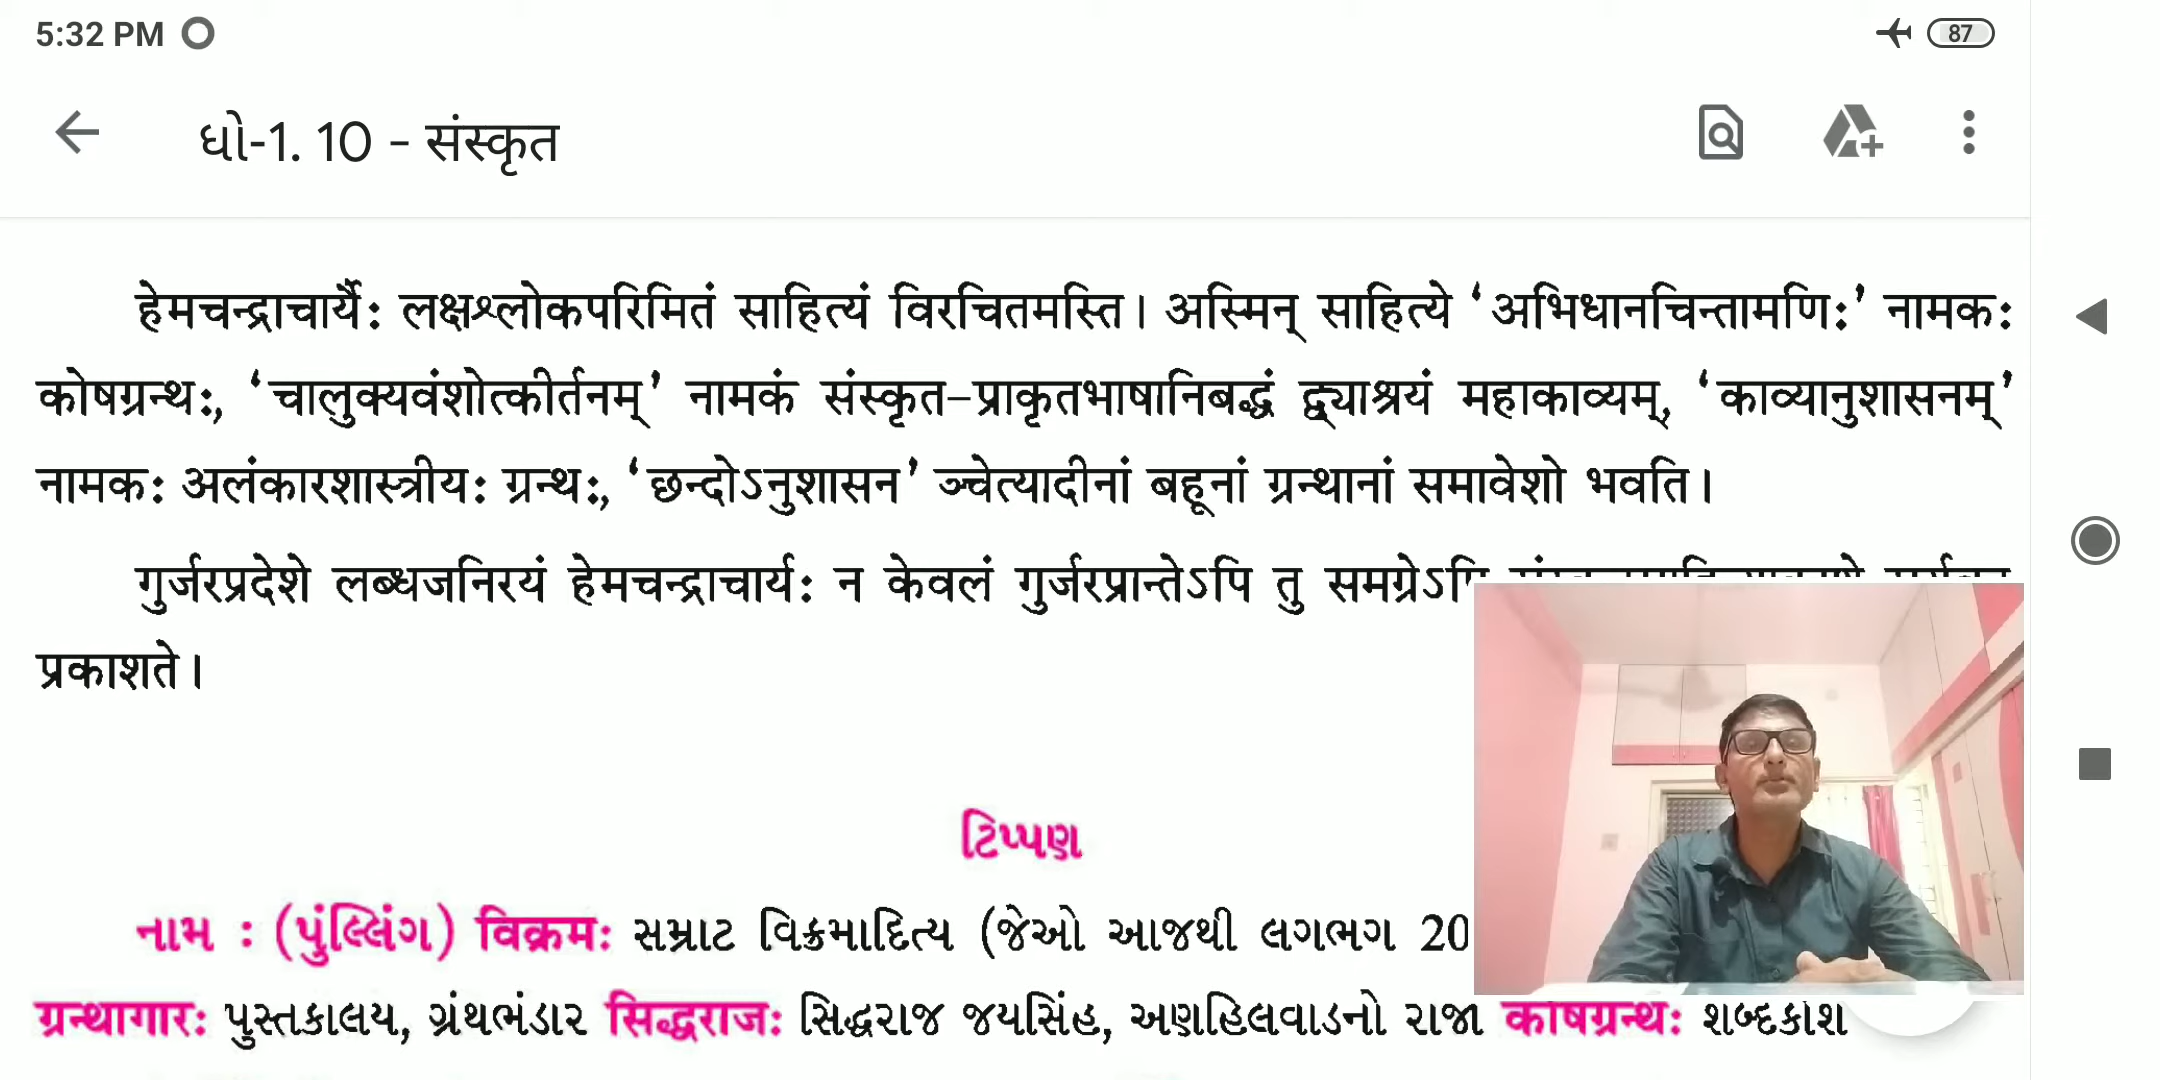 5:32 PM
87
ધો-1. 10 - संस्कृत
हेमचन्द्राचार्यैः लक्षश्लोकपरिमितं साहित्यं विरचितमस्ति। अस्मिन् साहित्ये ‘अभिधानचिन्तामणिः’ नामकः
कोषग्रन्थः, ‘चालुक्यवंशोत्कीर्तनम्’ नामकं संस्कृत-प्राकृतभाषानिबद्धं द्व्याश्रयं महाकाव्यम्, ‘काव्यानुशासनम्’
नामकः अलंकारशास्त्रीयः ग्रन्थः, ‘छन्दोऽनुशासन’ ञ्चेत्यादीनां बहूनां ग्रन्थानां समावेशो भवति।
गुर्जरप्रदेशे लब्धजनिरयं हेमचन्द्राचार्यः न केवलं गुर्जरप्रान्तेऽपि तु समग्रेऽपि
प्रकाशते।
ટિપ્પણ
નામ : (પુંલ્લિંગ) विक्रमः સમ્રાટ વિક્રમાદિત્ય (જેઓ આજથી લગભગ 20
ग्रन्थागारः પુસ્તકાલય, ગ્રંથભંડાર सिद्धराजः સિદ્ધરાજ જયસિંહ, અણહિલવાડનો રાજા कोषग्रन्थः શબ્દકોશ